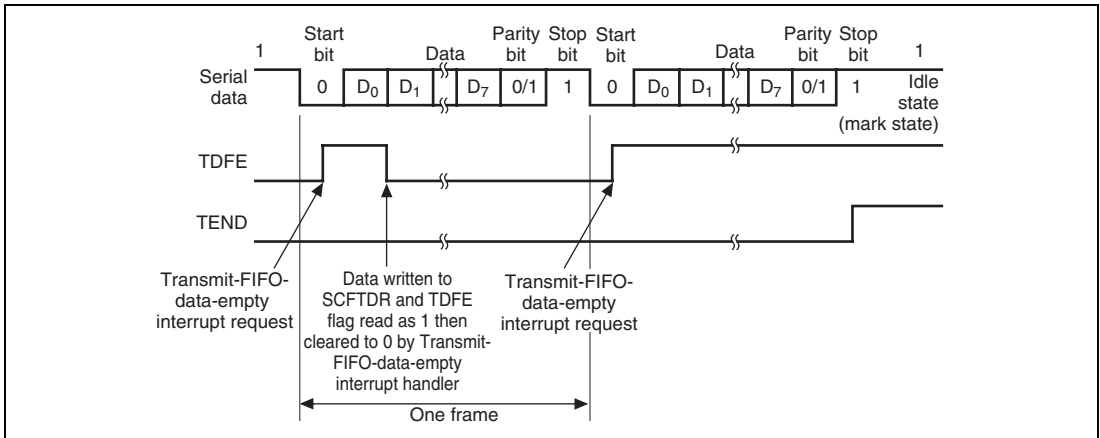 Start bit
Data
Parity bit
Stop bit
Start bit
Data
Parity bit
Stop bit
1
1
Serial data
0
D0
D1
D7
0/1
1
0
D0
D1
D7
0/1
1
Idle state (mark state)
TDFE
TEND
Transmit-FIFO-
data-empty
interrupt request
Data written to
SCFTDR and TDFE
flag read as 1 then
cleared to 0 by Transmit-
FIFO-data-empty
interrupt handler
Transmit-FIFO-
data-empty
interrupt request
One frame